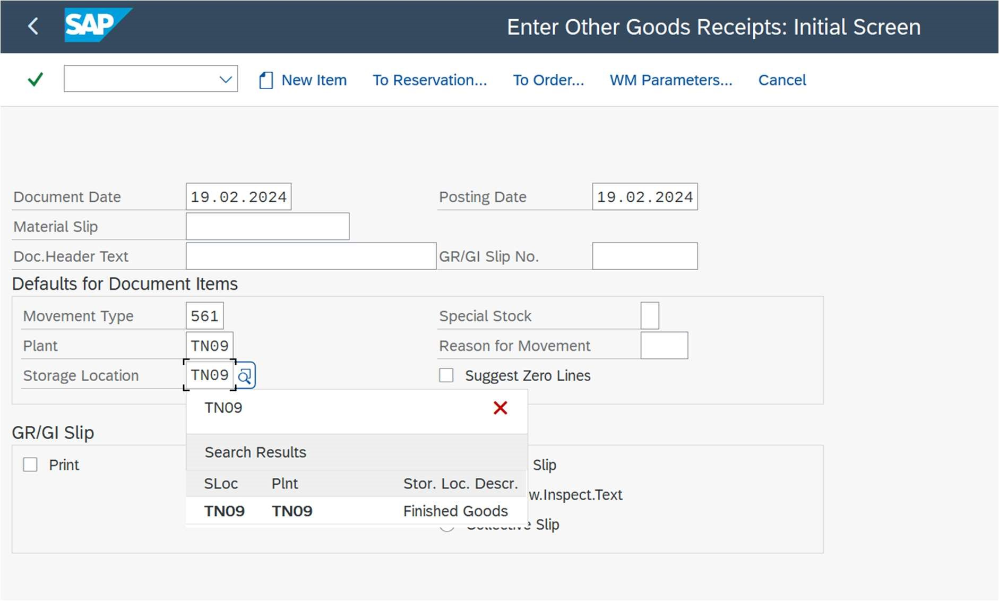 SAP Enter Other Goods Receipts: Initial Screen
New Item To Reservation... To Order... WM Parameters... Cancel
Document Date 19.02.2024 Posting Date 19.02.2024
Material Slip
Doc.Header Text GR/GI Slip No.
Defaults for Document Items
Movement Type 561 Special Stock
Plant TN09 Reason for Movement
Storage Location TN09 Suggest Zero Lines
TN09
GR/GI Slip
Search Results
Print Slip
SLoc Plnt Stor. Loc. Descr.
w.Inspect.Text
TN09 TN09 Finished Goods
Collective Slip